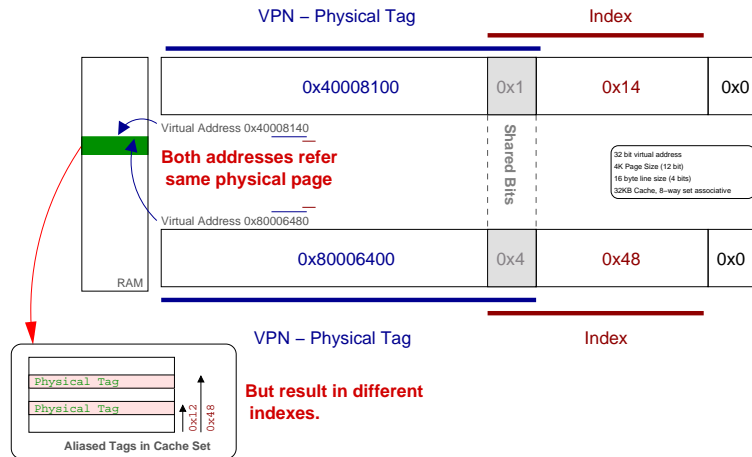 VPN – Physical Tag
Index
0x40008100
0x1
0x14
0x0
Virtual Address 0x40008140
Both addresses refer
same physical page
Shared Bits
32 bit virtual address
4K Page Size (12 bit)
16 byte line size (4 bits)
32KB Cache, 8–way set associative
Virtual Address 0x80006480
RAM
0x80006400
0x4
0x48
0x0
VPN – Physical Tag
Index
Physical Tag
Physical Tag
0x12
0x48
Aliased Tags in Cache Set
But result in different
indexes.